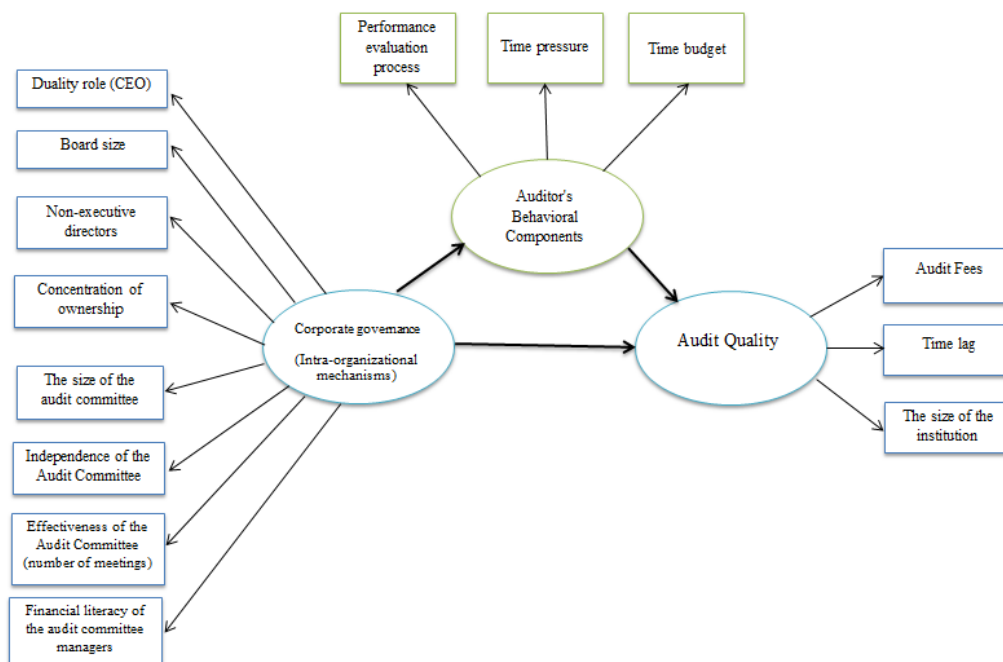 Performance
evaluation
process
Time pressure
Time budget
Duality role (CEO)
Board size
Non-executive
directors
Concentration of
ownership
The size of the
audit committee
Independence of the
Audit Committee
Effectiveness of the
Audit Committee
(number of meetings)
Financial literacy of
the audit committee
managers
Auditor's
Behavioral
Components
Corporate governance
(Intra-organizational
mechanisms)
Audit Quality
Audit Fees
Time lag
The size of the
institution